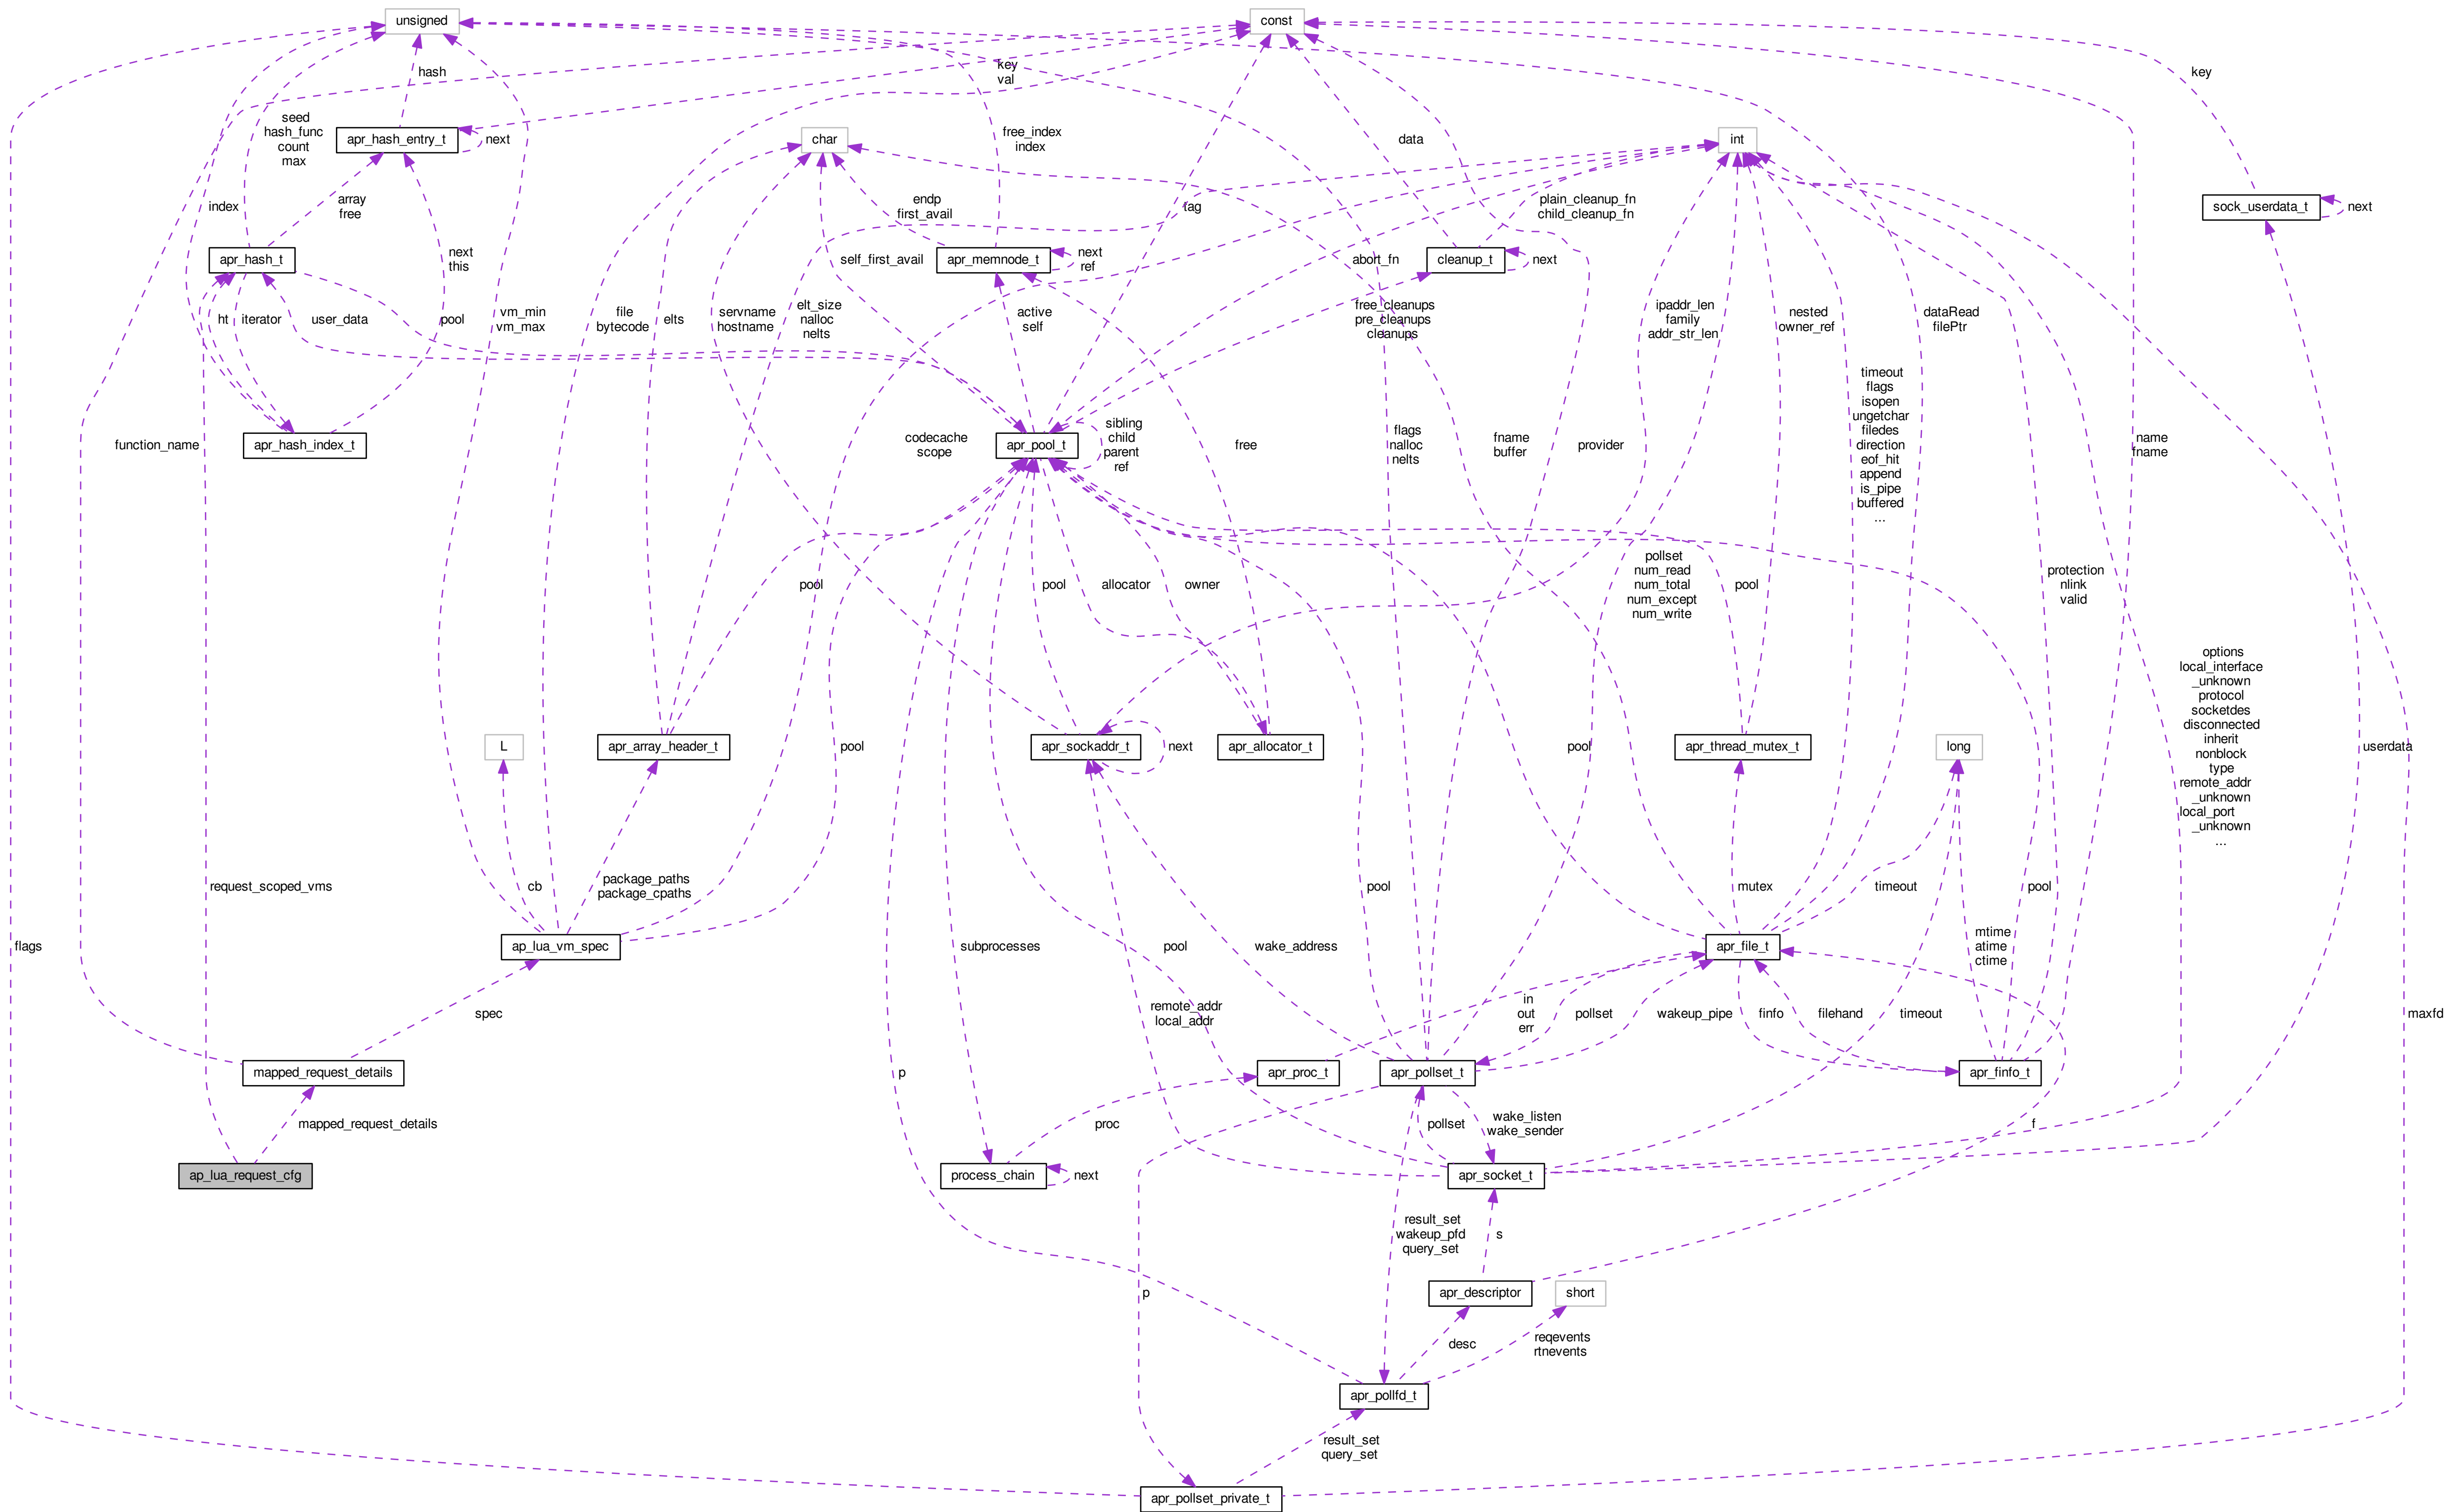 unsigned
const
hash
key
val
key
seed
hash_func
count
max
apr_hash_entry_t
next
free_index
index
char
data
int
index
array
free
endp
first_avail
tag
plain_cleanup_fn
child_cleanup_fn
sock_userdata_t
next
apr_hash_t
next
this
self_first_avail
apr_memnode_t
next
ref
abort_fn
cleanup_t
next
ht
iterator
user_data
pool
vm_min
vm_max
file
bytecode
elts
servname
hostname
elt_size
nalloc
nelts
active
self
free_cleanups
pre_cleanups
cleanups
ipaddr_len
family
addr_str_len
nested
owner_ref
dataRead
filePtr
function_name
apr_hash_index_t
codecache
scope
apr_pool_t
sibling
child
parent
ref
free
flags
nalloc
nelts
fname
buffer
provider
timeout
flags
isopen
ungetchar
filedes
direction
eof_hit
append
is_pipe
buffered
...
name
fname
pool
pool
allocator
owner
pollset
num_read
num_total
num_except
num_write
pool
protection
nlink
valid
L
apr_array_header_t
pool
apr_sockaddr_t
next
apr_allocator_t
pool
apr_thread_mutex_t
long
options
local_interface
_unknown
protocol
socketdes
disconnected
inherit
nonblock
type
remote_addr
_unknown
local_port
_unknown
...
userdata
request_scoped_vms
cb
package_paths
package_cpaths
pool
mutex
timeout
pool
flags
ap_lua_vm_spec
subprocesses
pool
wake_address
apr_file_t
mtime
atime
ctime
spec
remote_addr
local_addr
in
out
err
pollset
wakeup_pipe
finfo
filehand
timeout
maxfd
mapped_request_details
p
apr_proc_t
apr_pollset_t
apr_finfo_t
mapped_request_details
proc
pollset
wake_listen
wake_sender
f
ap_lua_request_cfg
process_chain
next
apr_socket_t
result_set
wakeup_pfd
query_set
s
p
apr_descriptor
short
desc
reqevents
rtnevents
apr_pollfd_t
result_set
query_set
apr_pollset_private_t